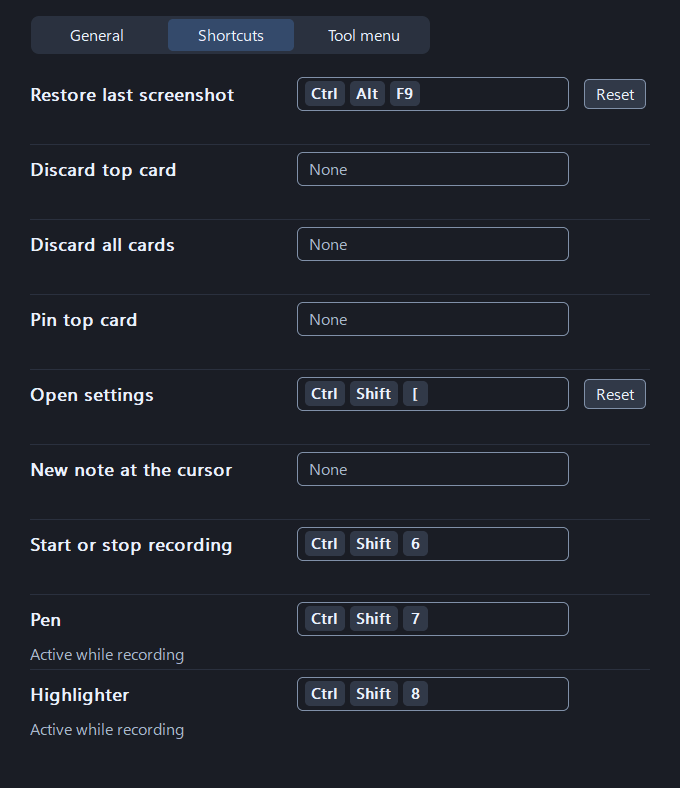 General Shortcuts Tool menu
Restore last screenshot Ctrl Alt F9 Reset
Discard top card None
Discard all cards None
Pin top card None
Open settings Ctrl Shift [ Reset
New note at the cursor None
Start or stop recording Ctrl Shift 6
Pen Ctrl Shift 7
Active while recording
Highlighter Ctrl Shift 8
Active while recording